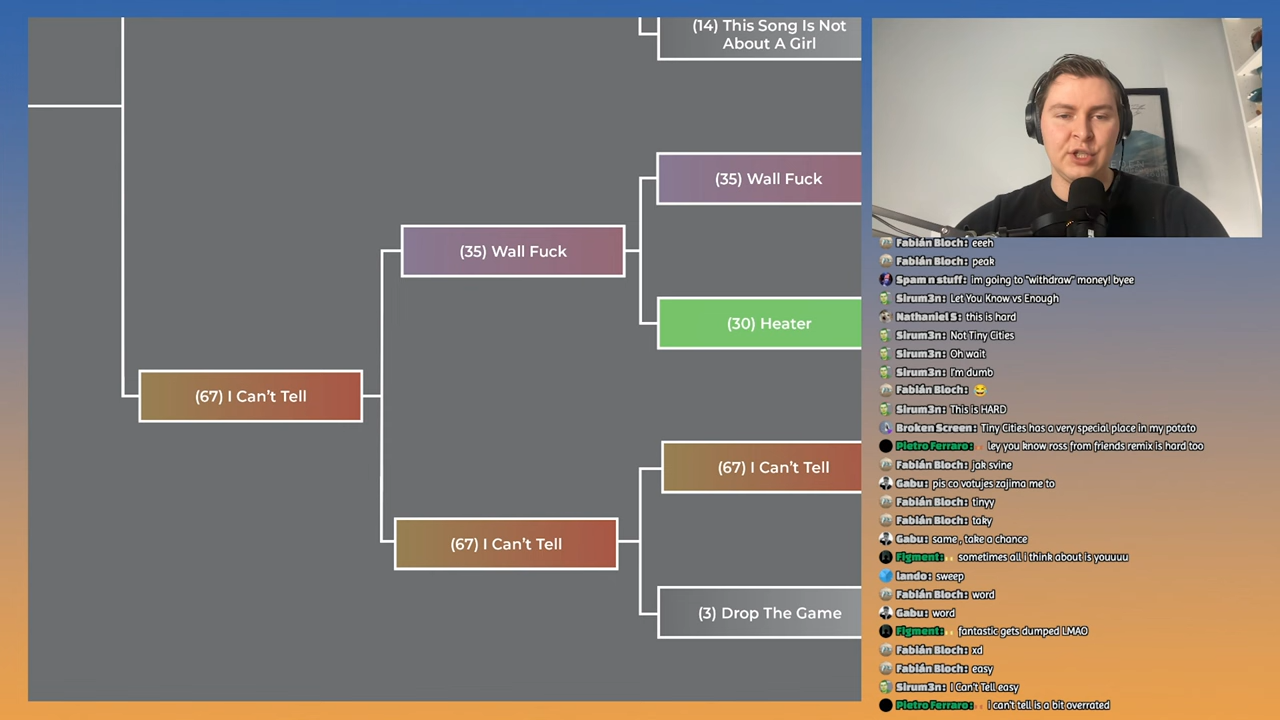 (14) This Song Is Not
About A Girl
(35) Wall Fuck
(35) Wall Fuck
(30) Heater
(67) I Can't Tell
(67) I Can't Tell
(67) I Can't Tell
(3) Drop The Game
Fabián Bloch: eeeh
Fabián Bloch: peak
Spam n stuff: im going to "withdraw" money! byee
Sirum3n: Let You Know vs Enough
Nathaniel S: this is hard
Sirum3n: Not Tiny Cities
Sirum3n: Oh wait
Sirum3n: I'm dumb
Fabián Bloch: 😂
Sirum3n: This is HARD
Broken Screen: Tiny Cities has a very special place in my potato
Pietro Ferraro: ley you know ross from friends remix is hard too
Fabián Bloch: jak svine
Gabu: pis co votujes zajima me to
Fabián Bloch: tinyy
Fabián Bloch: taky
Gabu: same , take a chance
Figment: sometimes all i think about is youuuu
lando: sweep
Fabián Bloch: word
Gabu: word
Figment: fantastic gets dumped LMAO
Fabián Bloch: xd
Fabián Bloch: easy
Sirum3n: I Can't Tell easy
Pietro Ferraro: i can't tell is a bit overrated